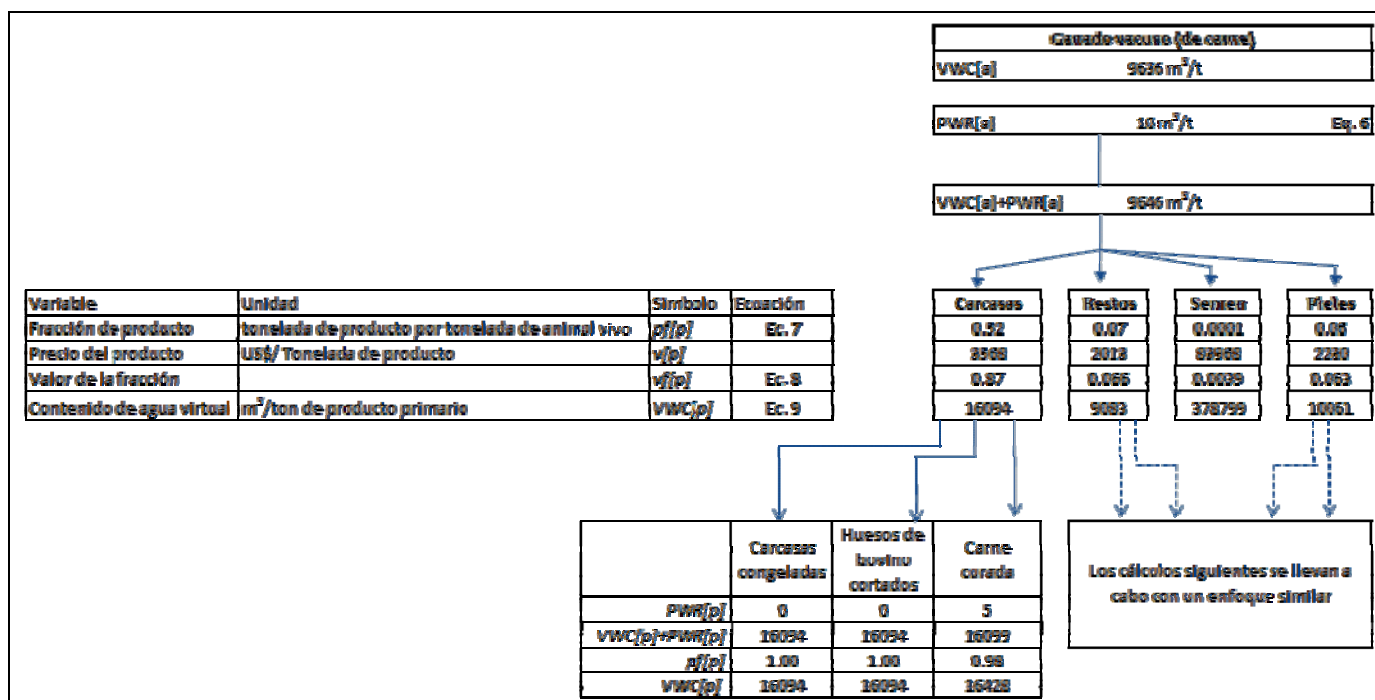 Ganado vacuno (de carne)
VWC[a] 9636 m³/t
PWR[a] 10 m³/t Eq. 6
VWC[a]+PWR[a] 9646 m³/t
Variable Unidad Símbolo Ecuación
Fracción de producto tonelada de producto por tonelada de animal vivo pf[p] Ec. 7
Precio del producto US$/ Tonelada de producto v[p]
Valor de la fracción vf[p] Ec. 8
Contenido de agua virtual m³/ton de producto primario VWC[p] Ec. 9
Carcasas Restos Semen Pieles
0.52 0.07 0.0001 0.06
3568 2013 83968 2230
0.87 0.066 0.0039 0.063
16094 9083 378799 10061
Carcasas congeladas
Huesos de bovino cortados
Carne curada
PWR[p] 0 0 5
VWC[p]+PWR[p] 16094 16094 16099
pf[p] 1.00 1.00 0.98
VWC[p] 16094 16094 16428
Los cálculos siguientes se llevan a
cabo con un enfoque similar